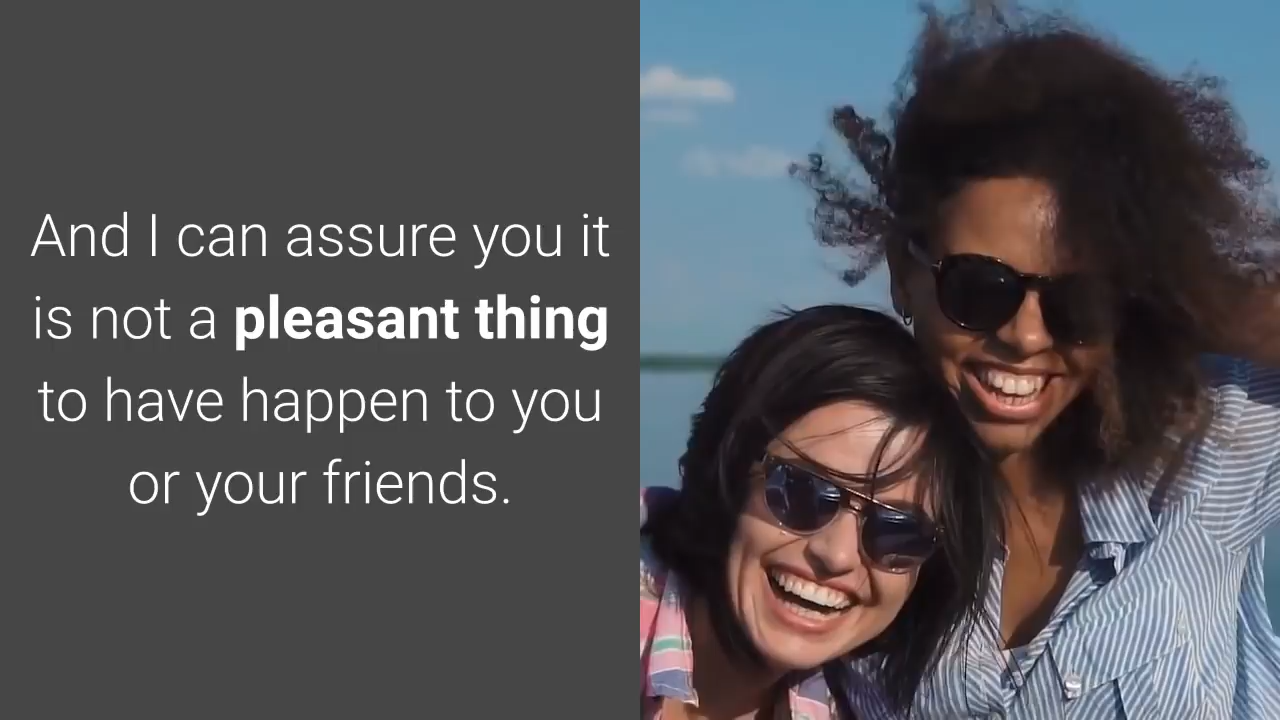 And I can assure you it
is not a pleasant thing
to have happen to you
or your friends.